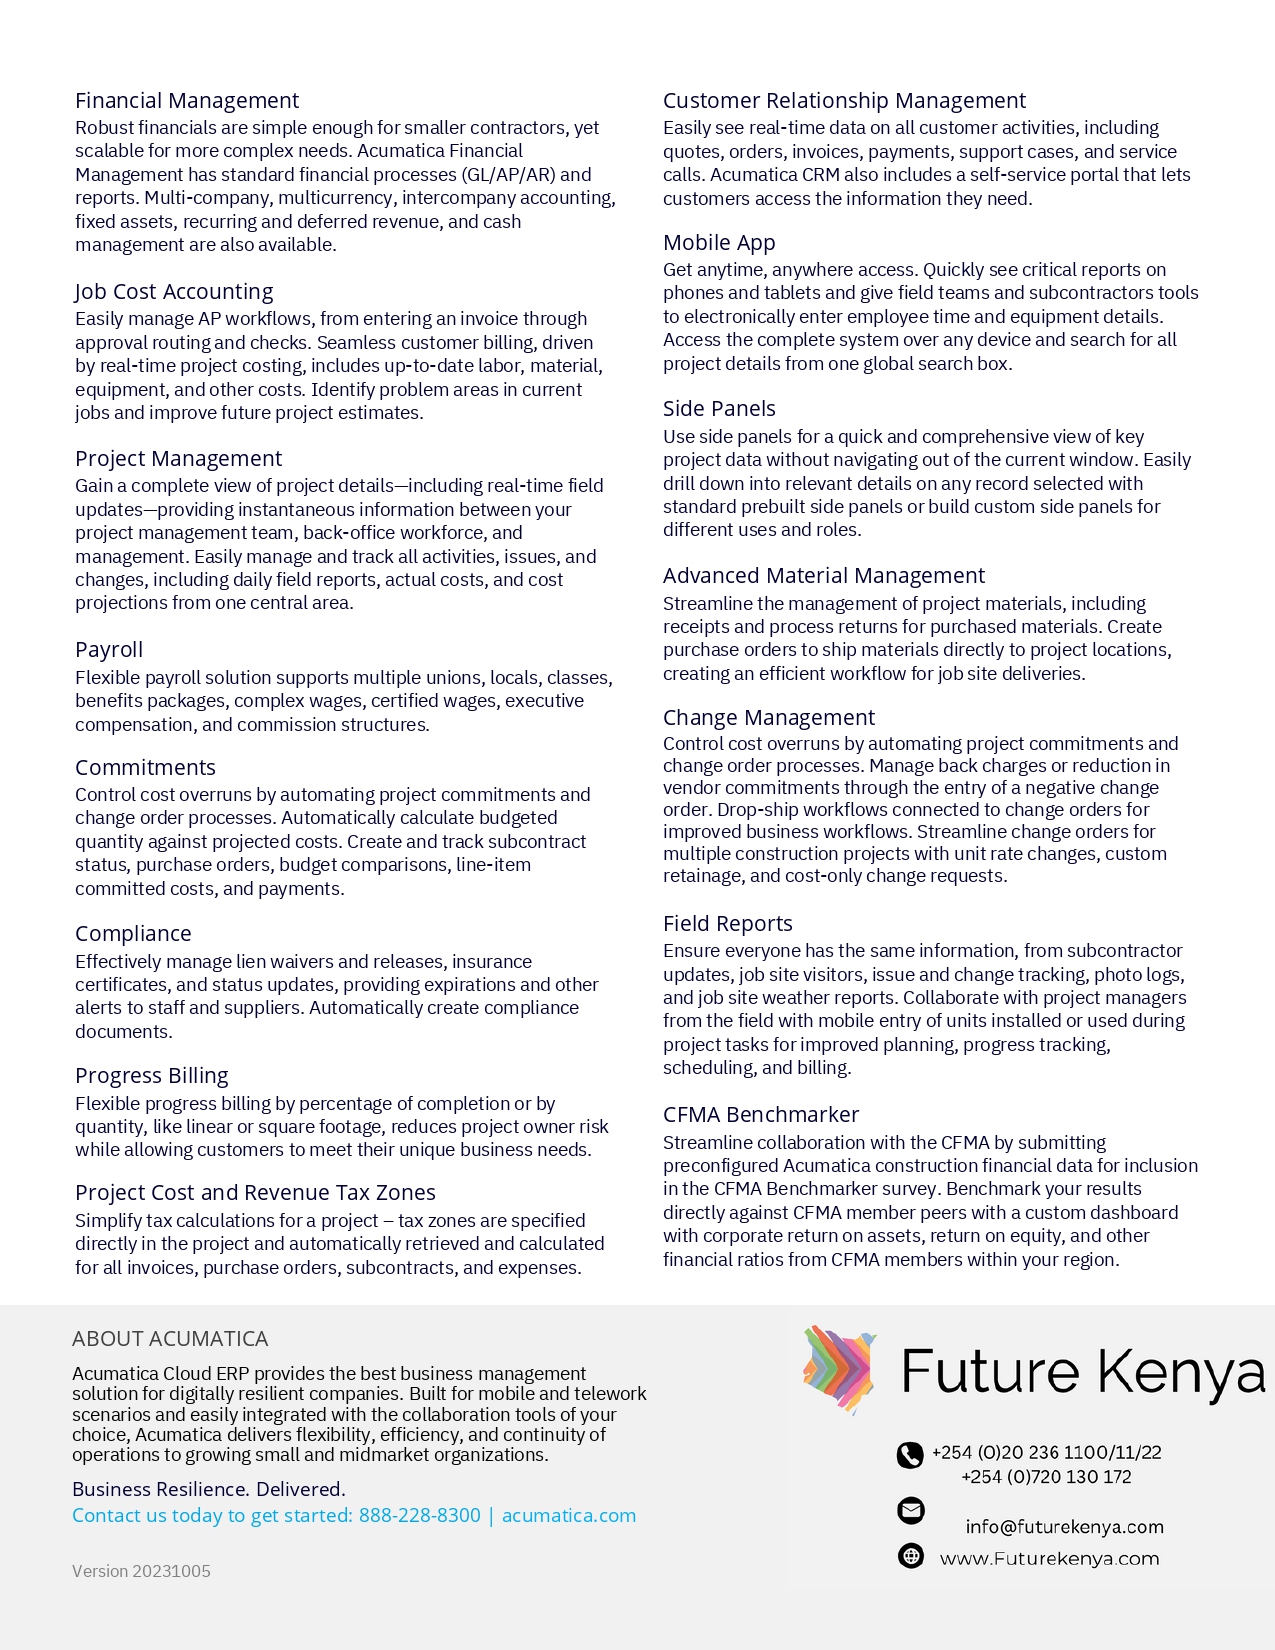 Financial Management
Robust financials are simple enough for smaller contractors, yet
scalable for more complex needs. Acumatica Financial
Management has standard financial processes (GL/AP/AR) and
reports. Multi-company, multicurrency, intercompany accounting,
fixed assets, recurring and deferred revenue, and cash
management are also available.
Job Cost Accounting
Easily manage AP workflows, from entering an invoice through
approval routing and checks. Seamless customer billing, driven
by real-time project costing, includes up-to-date labor, material,
equipment, and other costs. Identify problem areas in current
jobs and improve future project estimates.
Project Management
Gain a complete view of project details—including real-time field
updates—providing instantaneous information between your
project management team, back-office workforce, and
management. Easily manage and track all activities, issues, and
changes, including daily field reports, actual costs, and cost
projections from one central area.
Payroll
Flexible payroll solution supports multiple unions, locals, classes,
benefits packages, complex wages, certified wages, executive
compensation, and commission structures.
Commitments
Control cost overruns by automating project commitments and
change order processes. Automatically calculate budgeted
quantity against projected costs. Create and track subcontract
status, purchase orders, budget comparisons, line-item
committed costs, and payments.
Compliance
Effectively manage lien waivers and releases, insurance
certificates, and status updates, providing expirations and other
alerts to staff and suppliers. Automatically create compliance
documents.
Progress Billing
Flexible progress billing by percentage of completion or by
quantity, like linear or square footage, reduces project owner risk
while allowing customers to meet their unique business needs.
Project Cost and Revenue Tax Zones
Simplify tax calculations for a project – tax zones are specified
directly in the project and automatically retrieved and calculated
for all invoices, purchase orders, subcontracts, and expenses.
Customer Relationship Management
Easily see real-time data on all customer activities, including
quotes, orders, invoices, payments, support cases, and service
calls. Acumatica CRM also includes a self-service portal that lets
customers access the information they need.
Mobile App
Get anytime, anywhere access. Quickly see critical reports on
phones and tablets and give field teams and subcontractors tools
to electronically enter employee time and equipment details.
Access the complete system over any device and search for all
project details from one global search box.
Side Panels
Use side panels for a quick and comprehensive view of key
project data without navigating out of the current window. Easily
drill down into relevant details on any record selected with
standard prebuilt side panels or build custom side panels for
different uses and roles.
Advanced Material Management
Streamline the management of project materials, including
receipts and process returns for purchased materials. Create
purchase orders to ship materials directly to project locations,
creating an efficient workflow for job site deliveries.
Change Management
Control cost overruns by automating project commitments and
change order processes. Manage back charges or reduction in
vendor commitments through the entry of a negative change
order. Drop-ship workflows connected to change orders for
improved business workflows. Streamline change orders for
multiple construction projects with unit rate changes, custom
retainage, and cost-only change requests.
Field Reports
Ensure everyone has the same information, from subcontractor
updates, job site visitors, issue and change tracking, photo logs,
and job site weather reports. Collaborate with project managers
from the field with mobile entry of units installed or used during
project tasks for improved planning, progress tracking,
scheduling, and billing.
CFMA Benchmarker
Streamline collaboration with the CFMA by submitting
preconfigured Acumatica construction financial data for inclusion
in the CFMA Benchmarker survey. Benchmark your results
directly against CFMA member peers with a custom dashboard
with corporate return on assets, return on equity, and other
financial ratios from CFMA members within your region.
ABOUT ACUMATICA
Acumatica Cloud ERP provides the best business management
solution for digitally resilient companies. Built for mobile and telework
scenarios and easily integrated with the collaboration tools of your
choice, Acumatica delivers flexibility, efficiency, and continuity of
operations to growing small and midmarket organizations.
Business Resilience. Delivered.
Contact us today to get started: 888-228-8300 | acumatica.com
Version 20231005
Future Kenya
+254 (0)20 236 1100/11/22
+254 (0)720 130 172
info@futurekenya.com
www.Futurekenya.com